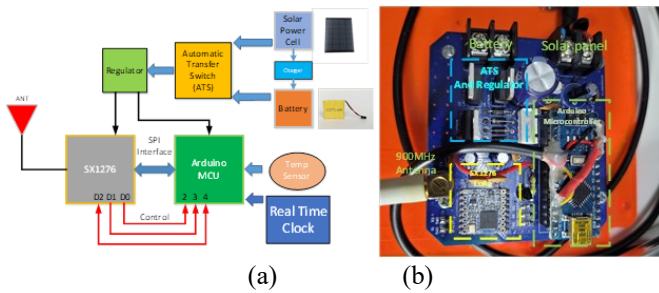 Solar
Power
Cell
Automatic
Transfer
Switch
(ATS)
Regulator
Battery
ANT
SPI
Interface
SX1276
Arduino
MCU
Temp
Sensor
D2 D1 D0
2 3 4
Control
Real Time
Clock
(a)
Battery
Solar panel
ATS
And Regulator
Arduino
Microcontroller
900MHz
Antenna
SX1276
(b)